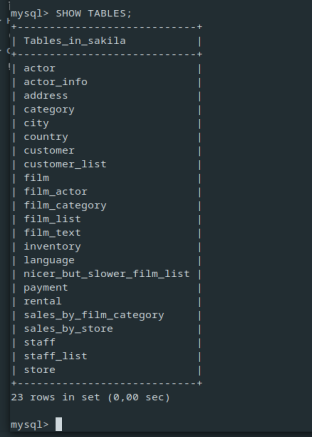 mysql> SHOW TABLES;
+----------------------------+
| Tables_in_sakila           |
+----------------------------+
| actor                      |
| actor_info                 |
| address                    |
| category                   |
| city                       |
| country                    |
| customer                   |
| customer_list              |
| film                       |
| film_actor                 |
| film_category              |
| film_list                  |
| film_text                  |
| inventory                  |
| language                   |
| nicer_but_slower_film_list |
| payment                    |
| rental                     |
| sales_by_film_category     |
| sales_by_store             |
| staff                      |
| staff_list                 |
| store                      |
+----------------------------+
23 rows in set (0,00 sec)
mysql>